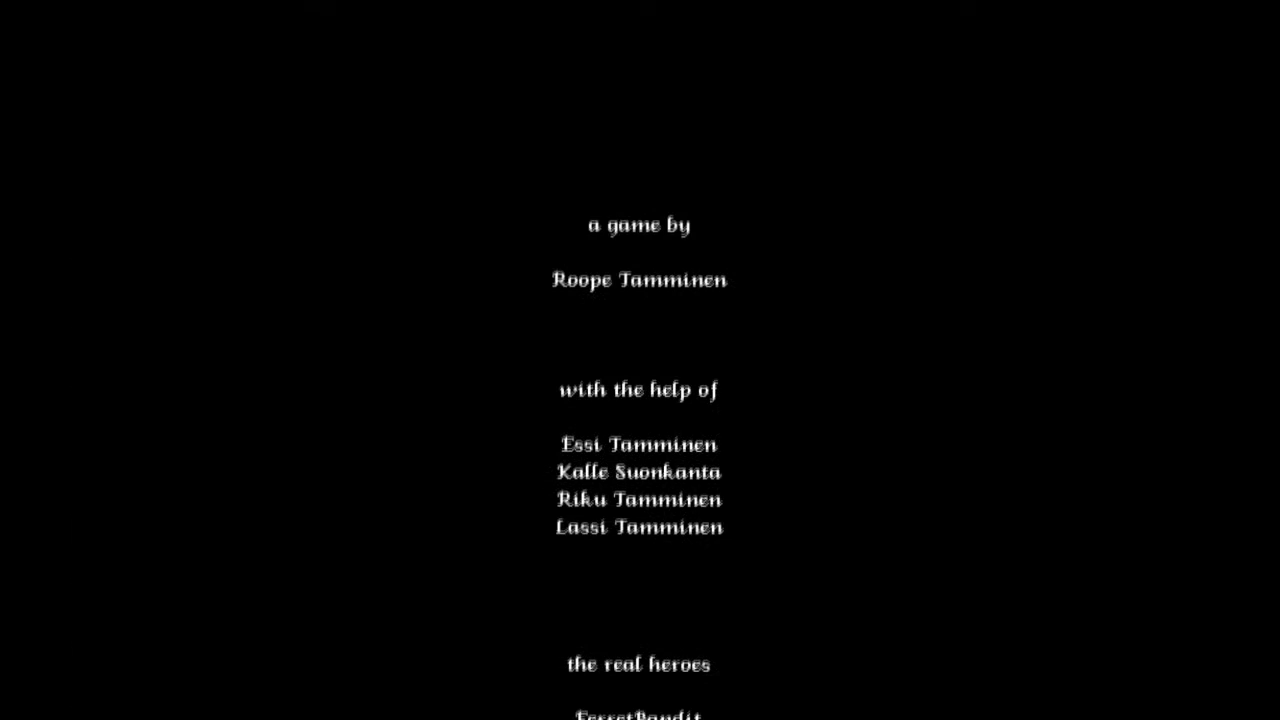 a game by
Roope Tamminen
with the help of
Essi Tamminen
Kalle Suonkanta
Riku Tamminen
Lassi Tamminen
the real heroes
FerretBandit